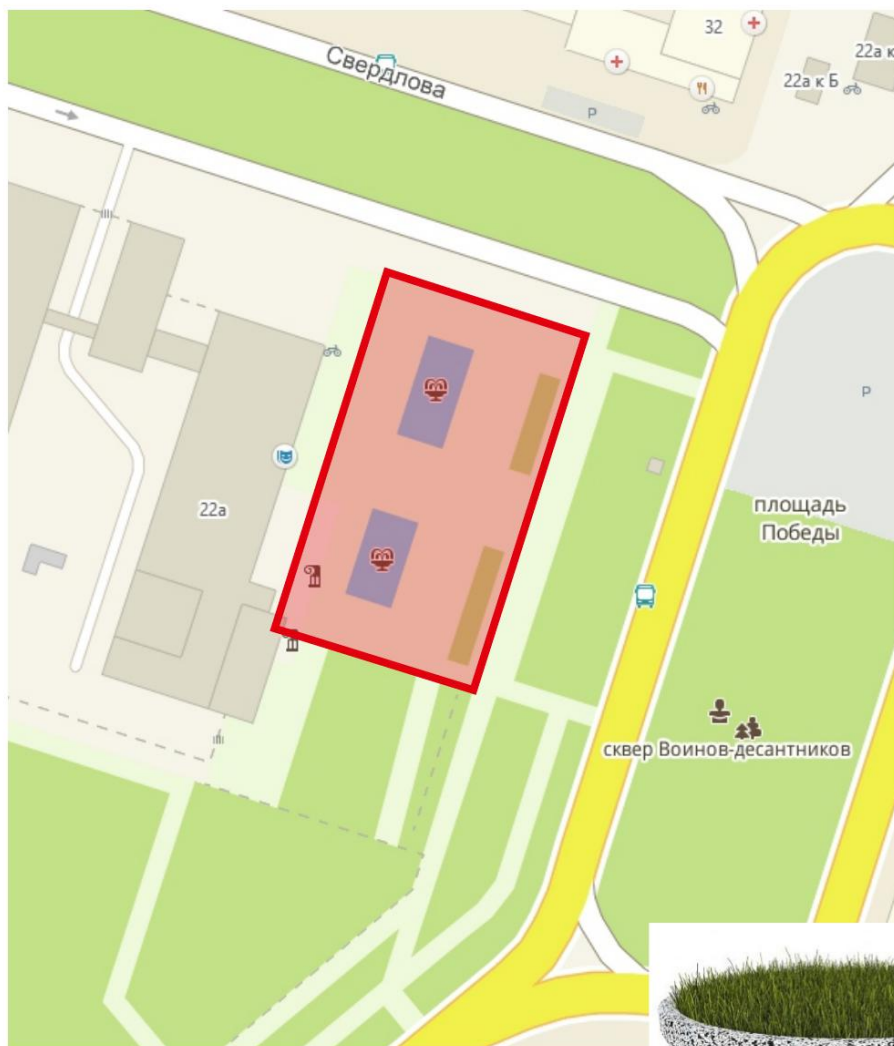 32
Свердлова
22а к
22а к Б
P
P
22а
площадь
Победы
сквер Воинов-десантников